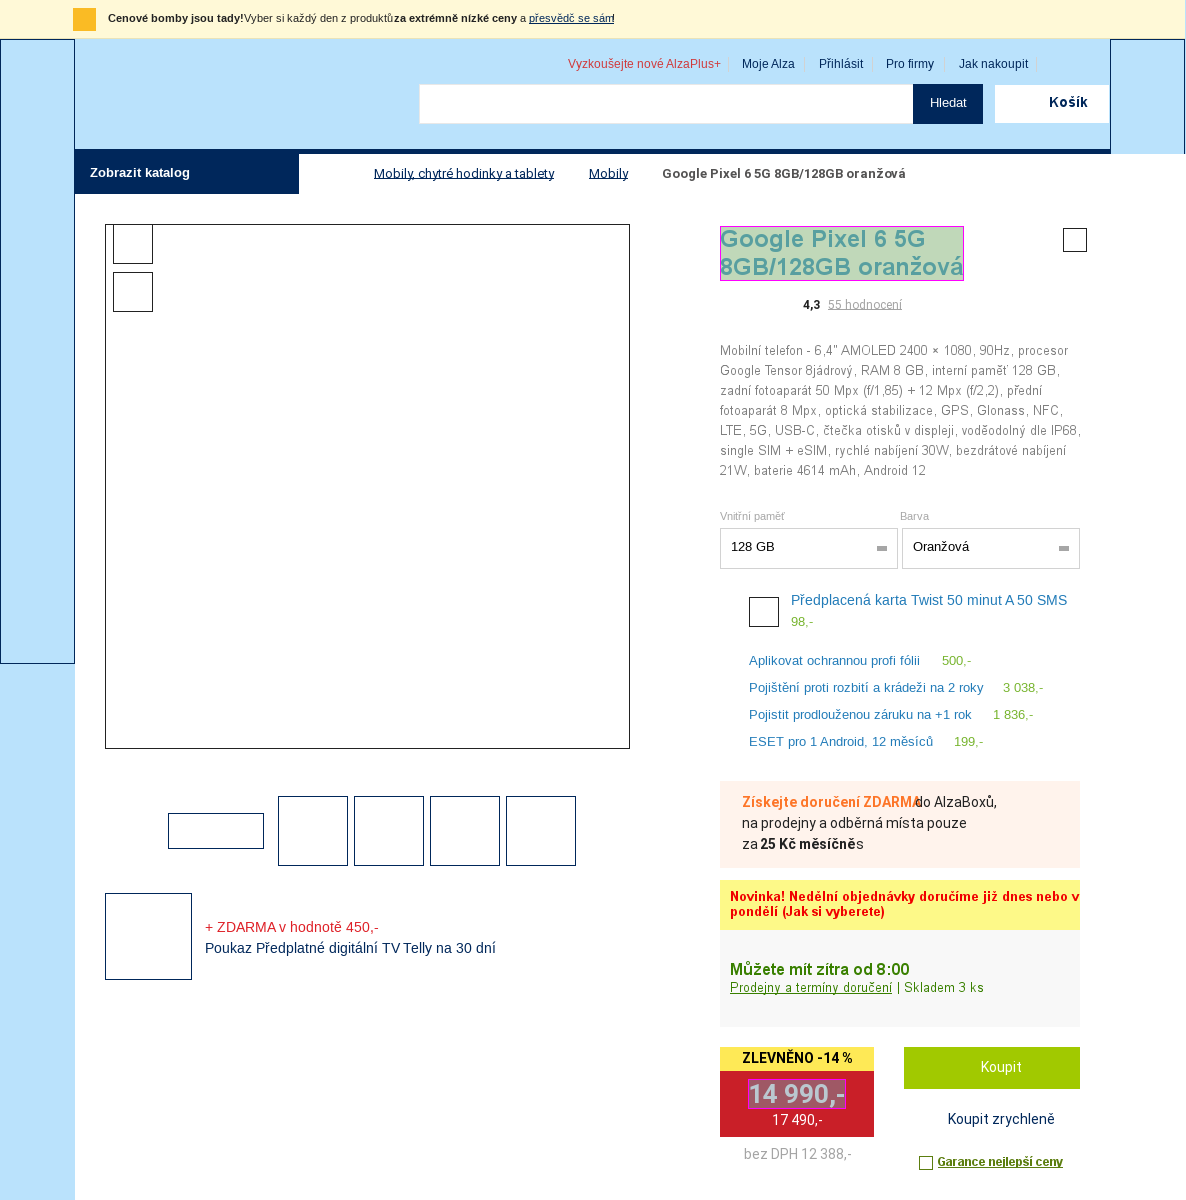 Cenové bomby jsou tady!Vyber si každý den z produktů za extrémně nízké ceny a přesvědč se sám!
Vyzkoušejte nové AlzaPlus+
Moje Alza
Přihlásit
Pro firmy
Jak nakoupit
Hledat
Košík
Zobrazit katalog
Mobily, chytré hodinky a tablety
Mobily
Google Pixel 6 5G 8GB/128GB oranžová
Google Pixel 6 5G
8GB/128GB oranžová
4,3 55 hodnocení
Mobilní telefon - 6,4" AMOLED 2400 × 1080, 90Hz, procesor
Google Tensor 8jádrový, RAM 8 GB, interní paměť 128 GB,
zadní fotoaparát 50 Mpx (f/1,85) + 12 Mpx (f/2,2), přední
fotoaparát 8 Mpx, optická stabilizace, GPS, Glonass, NFC,
LTE, 5G, USB-C, čtečka otisků v displeji, voděodolný dle IP68,
single SIM + eSIM, rychlé nabíjení 30W, bezdrátové nabíjení
21W, baterie 4614 mAh, Android 12
Vnitřní paměť
Barva
128 GB
Oranžová
Předplacená karta Twist 50 minut A 50 SMS
98,-
Aplikovat ochrannou profi fólii 500,-
Pojištění proti rozbití a krádeži na 2 roky 3 038,-
Pojistit prodlouženou záruku na +1 rok 1 836,-
ESET pro 1 Android, 12 měsíců 199,-
Získejte doručení ZDARMA do AlzaBoxů,
na prodejny a odběrná místa pouze
za 25 Kč měsíčně s
Novinka! Nedělní objednávky doručíme již dnes nebo v
pondělí (Jak si vyberete)
Můžete mít zítra od 8:00
Prodejny a termíny doručení | Skladem 3 ks
+ ZDARMA v hodnotě 450,-
Poukaz Předplatné digitální TV Telly na 30 dní
ZLEVNĚNO -14 %
14 990,-
17 490,-
bez DPH 12 388,-
Koupit
Koupit zrychleně
Garance nejlepší ceny